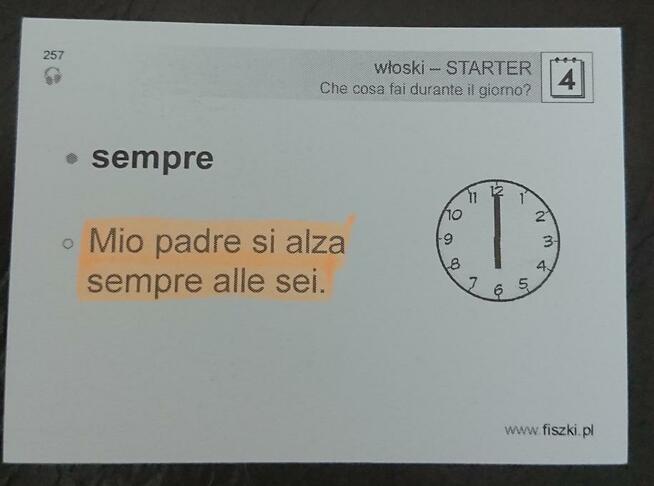 257
włoski – STARTER
Che cosa fai durante il giorno?
4
sempre
Mio padre si alza
sempre alle sei.
12
1
2
3
4
5
6
7
8
9
10
11
www.fiszki.pl